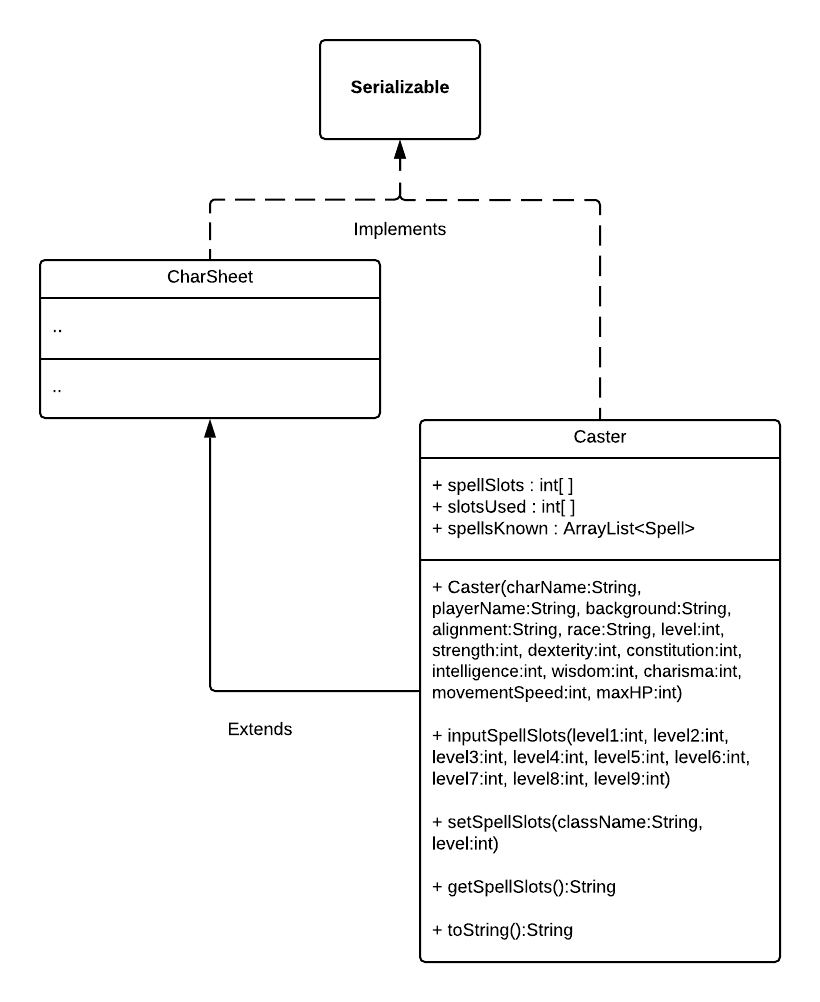 Serializable
Implements
CharSheet
..
..
Extends
Caster
+ spellSlots : int[ ]
+ slotsUsed : int[ ]
+ spellsKnown : ArrayList<Spell>
+ Caster(charName:String,
playerName:String, background:String,
alignment:String, race:String, level:int,
strength:int, dexterity:int, constitution:int,
intelligence:int, wisdom:int, charisma:int,
movementSpeed:int, maxHP:int)
+ inputSpellSlots(level1:int, level2:int,
level3:int, level4:int, level5:int, level6:int,
level7:int, level8:int, level9:int)
+ setSpellSlots(className:String,
level:int)
+ getSpellSlots():String
+ toString():String